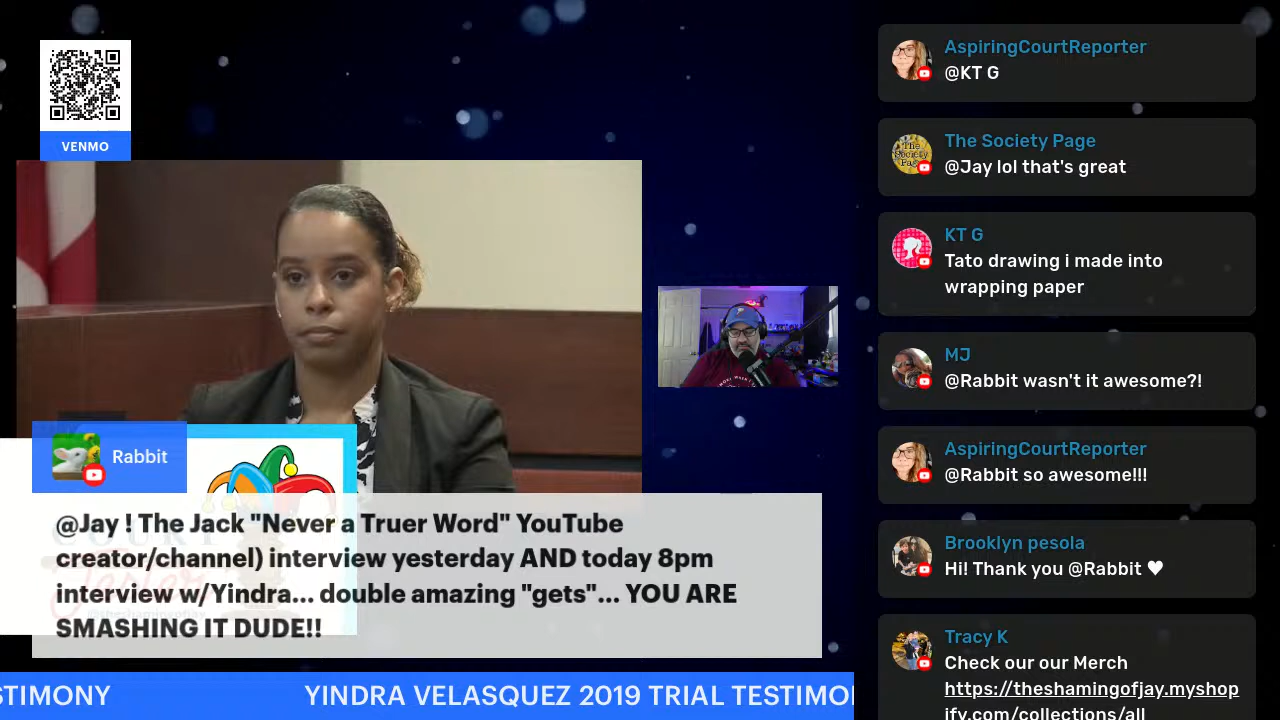 VENMO
Rabbit
@Jay ! The Jack "Never a Truer Word" YouTube
creator/channel) interview yesterday AND today 8pm
interview w/Yindra... double amazing "gets"... YOU ARE
SMASHING IT DUDE!!
STIMONY
YINDRA VELASQUEZ 2019 TRIAL TESTIMO
AspiringCourtReporter
@KT G
The Society Page
@Jay lol that's great
KT G
Tato drawing i made into
wrapping paper
MJ
@Rabbit wasn't it awesome?!
AspiringCourtReporter
@Rabbit so awesome!!!
Brooklyn pesola
Hi! Thank you @Rabbit ♥
Tracy K
Check our our Merch
https://theshamingofjay.myshop
ify.com/collections/all